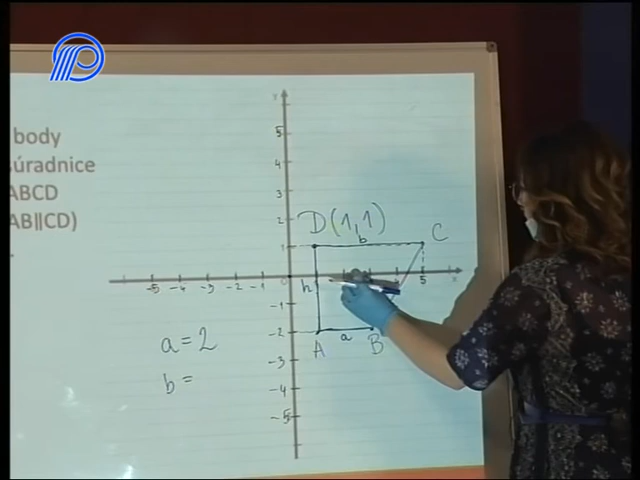 body
súradnice
ABCD
AB∥CD)
y
5
4
3
2
1
D(1,1)
b
C
-5 -4 -3 -2 -1 0
h
5
x
-1
-2
A
a
B
-3
-4
-5
a=2
b=